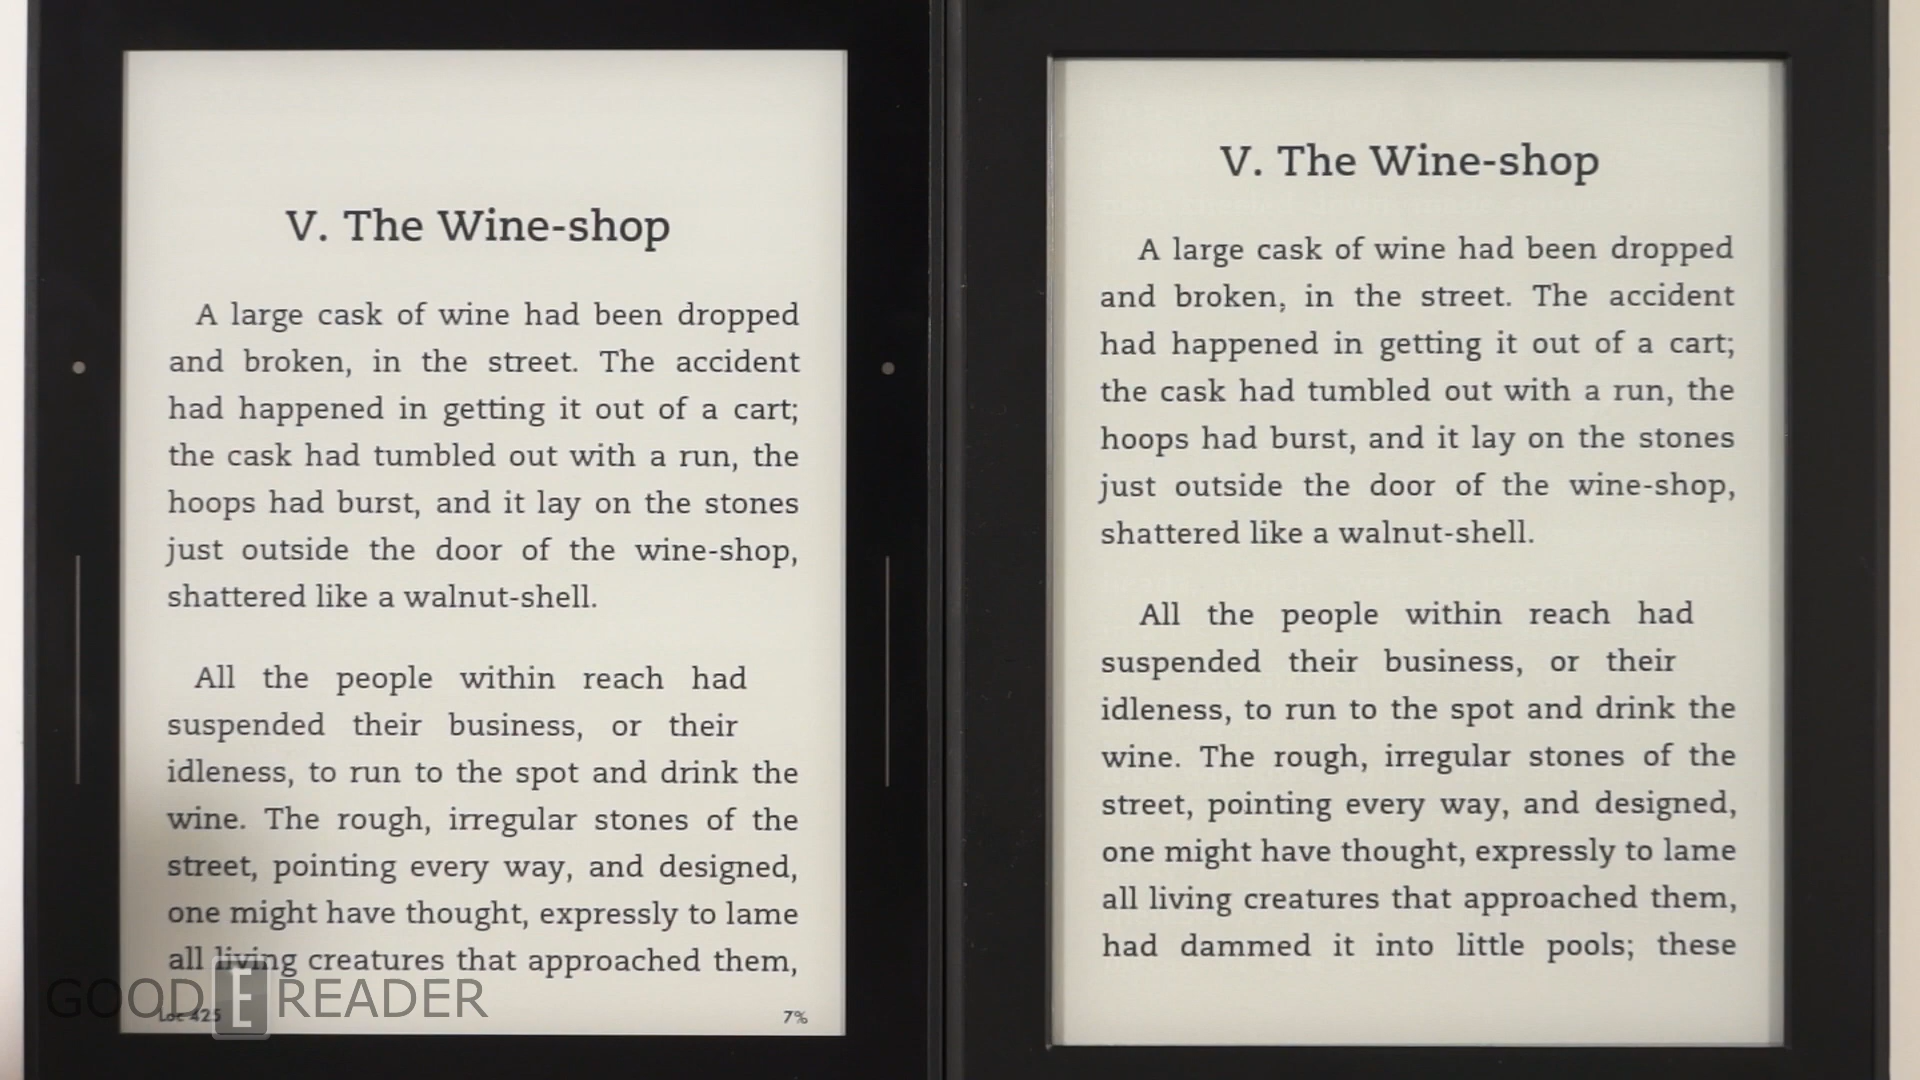 V. The Wine-shop
A large cask of wine had been dropped
and broken, in the street. The accident
had happened in getting it out of a cart;
the cask had tumbled out with a run, the
hoops had burst, and it lay on the stones
just outside the door of the wine-shop,
shattered like a walnut-shell.
All the people within reach had
suspended their business, or their
idleness, to run to the spot and drink the
wine. The rough, irregular stones of the
street, pointing every way, and designed,
one might have thought, expressly to lame
all living creatures that approached them,
Loc 425 7%
GOOD E READER
V. The Wine-shop
A large cask of wine had been dropped
and broken, in the street. The accident
had happened in getting it out of a cart;
the cask had tumbled out with a run, the
hoops had burst, and it lay on the stones
just outside the door of the wine-shop,
shattered like a walnut-shell.
All the people within reach had
suspended their business, or their
idleness, to run to the spot and drink the
wine. The rough, irregular stones of the
street, pointing every way, and designed,
one might have thought, expressly to lame
all living creatures that approached them,
had dammed it into little pools; these